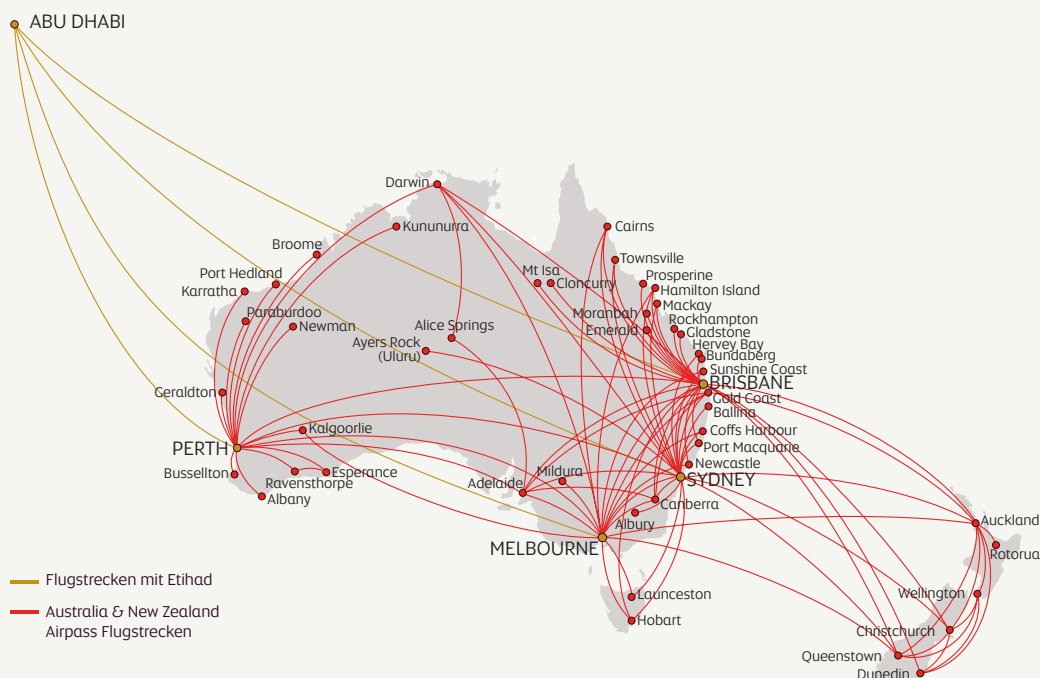 ABU DHABI
Darwin
Kununurra
Cairns
Broome
Townsville
Mt Isa
Prosperine
Port Hedland
Cloncurry
Hamilton Island
Karratha
Mackay
Paraburdoo
Moranbah
Rockhampton
Newman
Alice Springs
Emerald
Gladstone
Ayers Rock
(Uluru)
Hervey Bay
Bundaberg
Sunshine Coast
BRISBANE
Geraldton
Gold Coast
Ballina
Kalgoorlie
Coffs Harbour
PERTH
Port Macquarie
Newcastle
Bussellton
Esperance
Mildura
Ravensthorpe
Adelaide
SYDNEY
Albany
Canberra
Albury
Auckland
MELBOURNE
Rotorua
Flugstrecken mit Etihad
Launceston
Wellington
Australia & New Zealand
Airpass Flugstrecken
Hobart
Christchurch
Queenstown
Dunedin